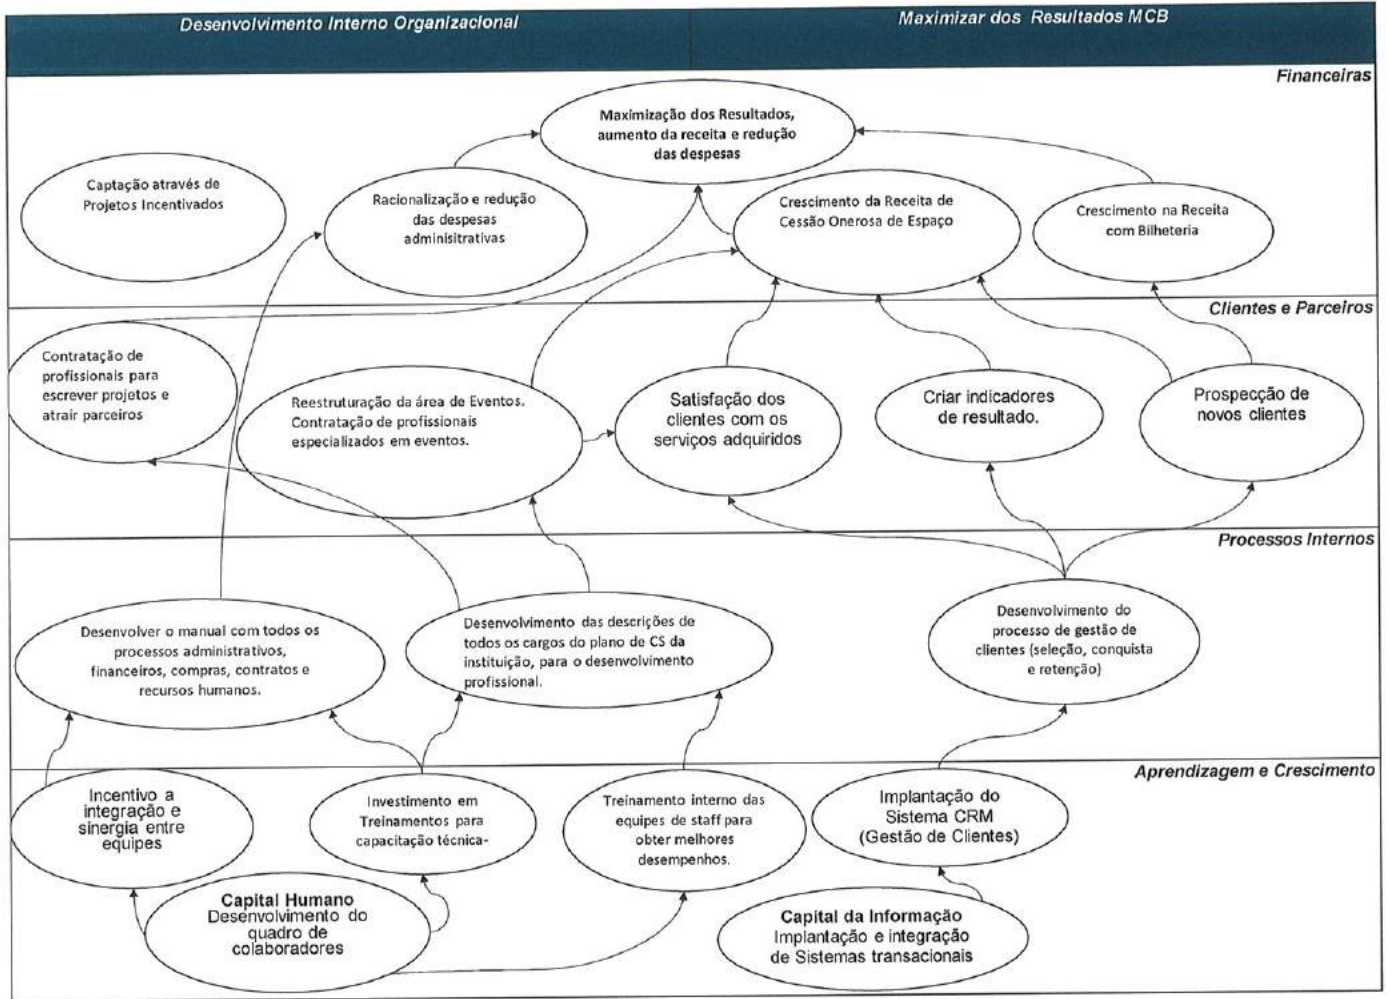 Desenvolvimento Interno Organizacional
Maximizar dos Resultados MCB
Financeiras
Maximização dos Resultados,
aumento da receita e redução
das despesas
Captação através de
Projetos Incentivados
Racionalização e redução
das despesas
adminisitrativas
Crescimento da Receita de
Cessão Onerosa de Espaço
Crescimento na Receita
com Bilheteria
Clientes e Parceiros
Contratação de
profissionais para
escrever projetos e
atrair parceiros
Reestruturação da área de Eventos.
Contratação de profissionais
especializados em eventos.
Satisfação dos
clientes com os
serviços adquiridos
Criar indicadores
de resultado.
Prospecção de
novos clientes
Processos Internos
Desenvolver o manual com todos os
processos administrativos,
financeiros, compras, contratos e
recursos humanos.
Desenvolvimento das descrições de
todos os cargos do plano de CS da
instituição, para o desenvolvimento
profissional.
Desenvolvimento do
processo de gestão de
clientes (seleção, conquista
e retenção)
Aprendizagem e Crescimento
Incentivo a
integração e
sinergia entre
equipes
Investimento em
Treinamentos para
capacitação técnica-
Treinamento interno das
equipes de staff para
obter melhores
desempenhos.
Implantação do
Sistema CRM
(Gestão de Clientes)
Capital Humano
Desenvolvimento do
quadro de
colaboradores
Capital da Informação
Implantação e integração
de Sistemas transacionais